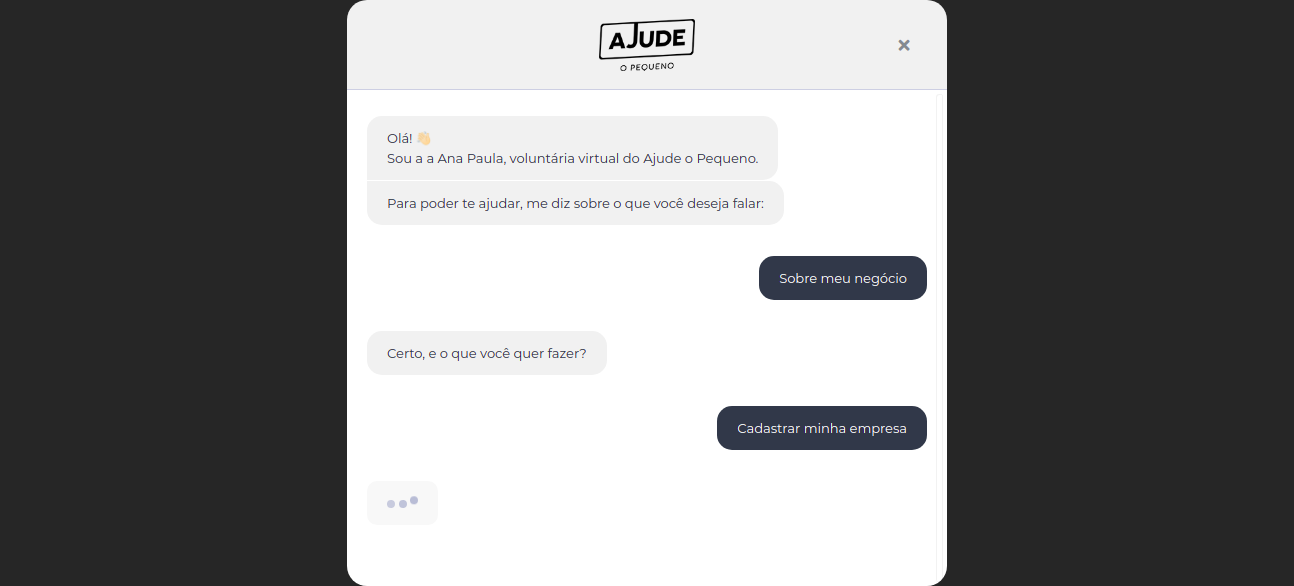 AJUDE
O PEQUENO
Olá! 👋🏻
Sou a a Ana Paula, voluntária virtual do Ajude o Pequeno.
Para poder te ajudar, me diz sobre o que você deseja falar:
Sobre meu negócio
Certo, e o que você quer fazer?
Cadastrar minha empresa